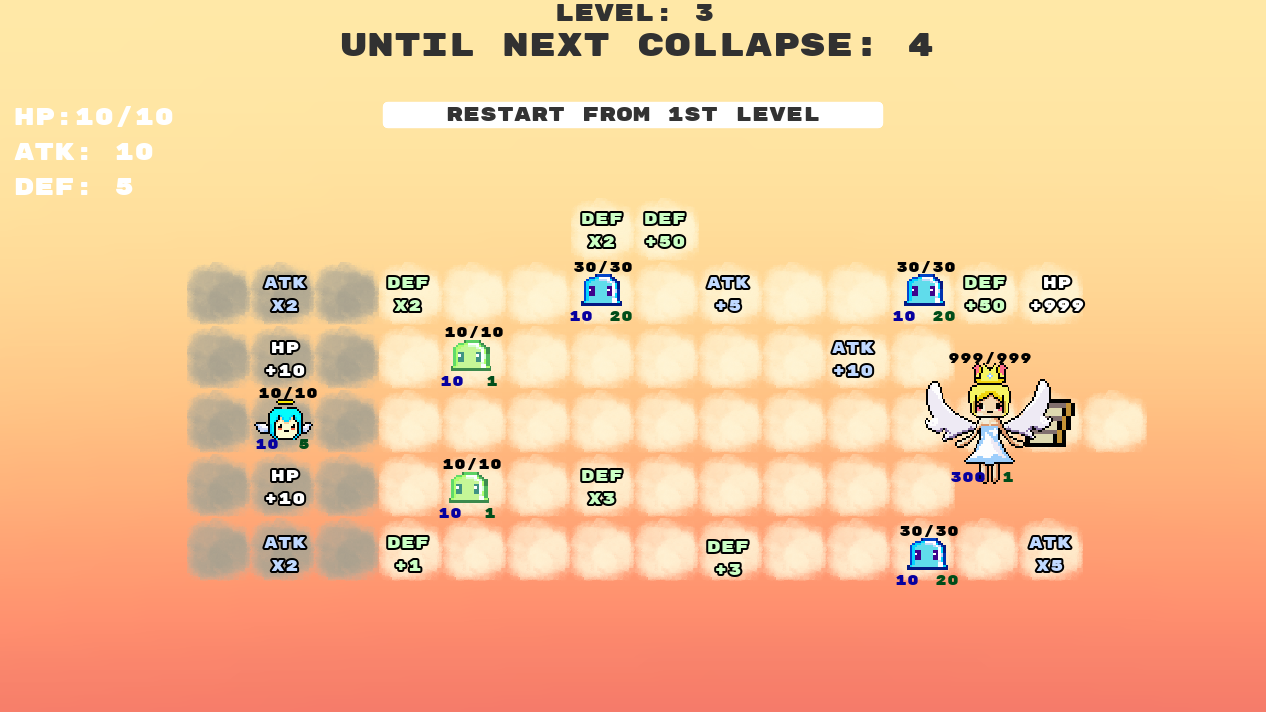 LEVEL: 3
UNTIL NEXT COLLAPSE: 4
HP:10/10
RESTART FROM 1ST LEVEL
ATK: 10
DEF: 5
DEF DEF
X2 +50
30/30 30/30
ATK DEF ATK DEF HP
X2 X2 +5 +50 +999
10 20 10 20
10/10
HP ATK
+10 +10
999/999
10 1
10/10
10 5
10/10
HP DEF
300 1
+10 X3
10 1
30/30
ATK DEF DEF ATK
X2 +1 +3 X5
10 20